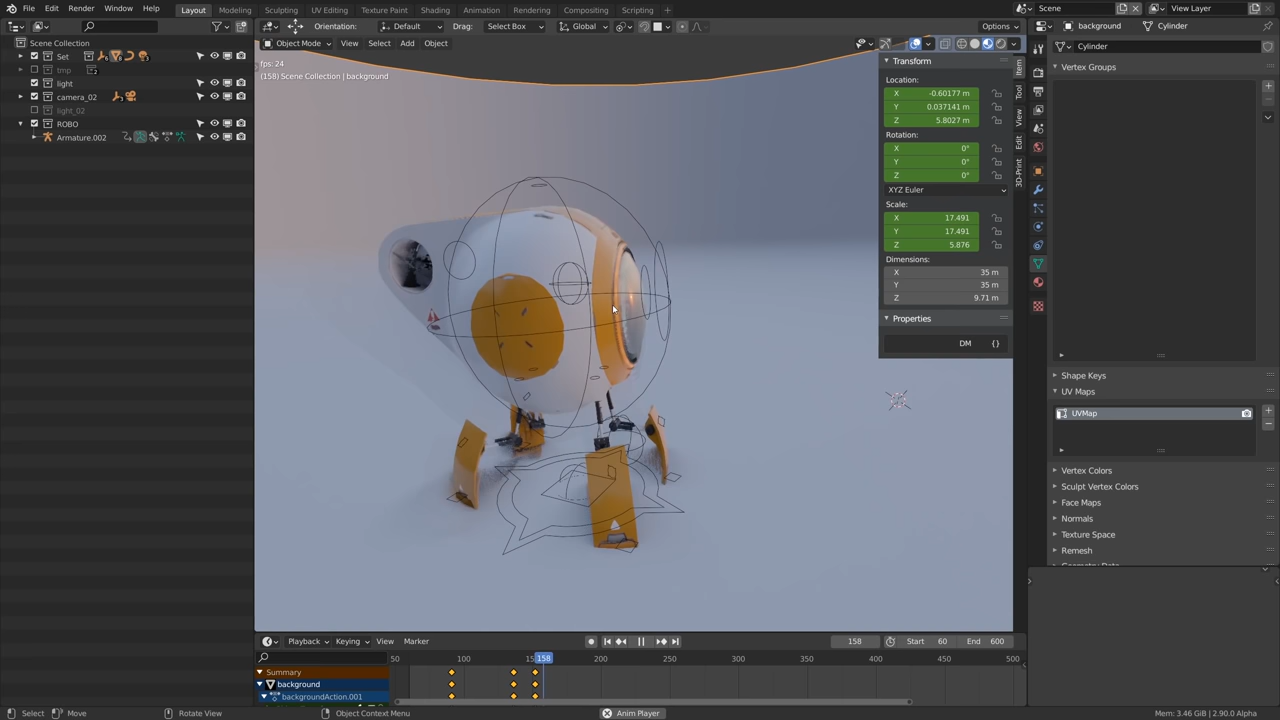 File Edit Render Window Help Layout Modeling Sculpting UV Editing Texture Paint Shading Animation Rendering Compositing Scripting Scene View Layer
Orientation: Default Drag: Select Box Global Options background Cylinder
Object Mode View Select Add Object
Scene Collection
Set
tmp
light
camera_02
light_02
ROBO
Armature.002
fps: 24
(158) Scene Collection | background
Transform
Location:
X -0.60177 m
Y 0.037141 m
Z 5.8027 m
Rotation:
X 0°
Y 0°
Z 0°
XYZ Euler
Scale:
X 17.491
Y 17.491
Z 5.876
Dimensions:
X 35 m
Y 35 m
Z 9.71 m
Properties
DM {}
Item
Tool
View
Edit
3D-Print
Cylinder
Vertex Groups
Shape Keys
UV Maps
UVMap
Vertex Colors
Sculpt Vertex Colors
Face Maps
Normals
Texture Space
Remesh
Playback Keying View Marker 158 Start 60 End 600
50 100 158 200 250 300 350 400 450 500
Summary
background
backgroundAction.001
Select Move Rotate View Object Context Menu Anim Player Mem: 3.46 GiB | 2.90.0 Alpha